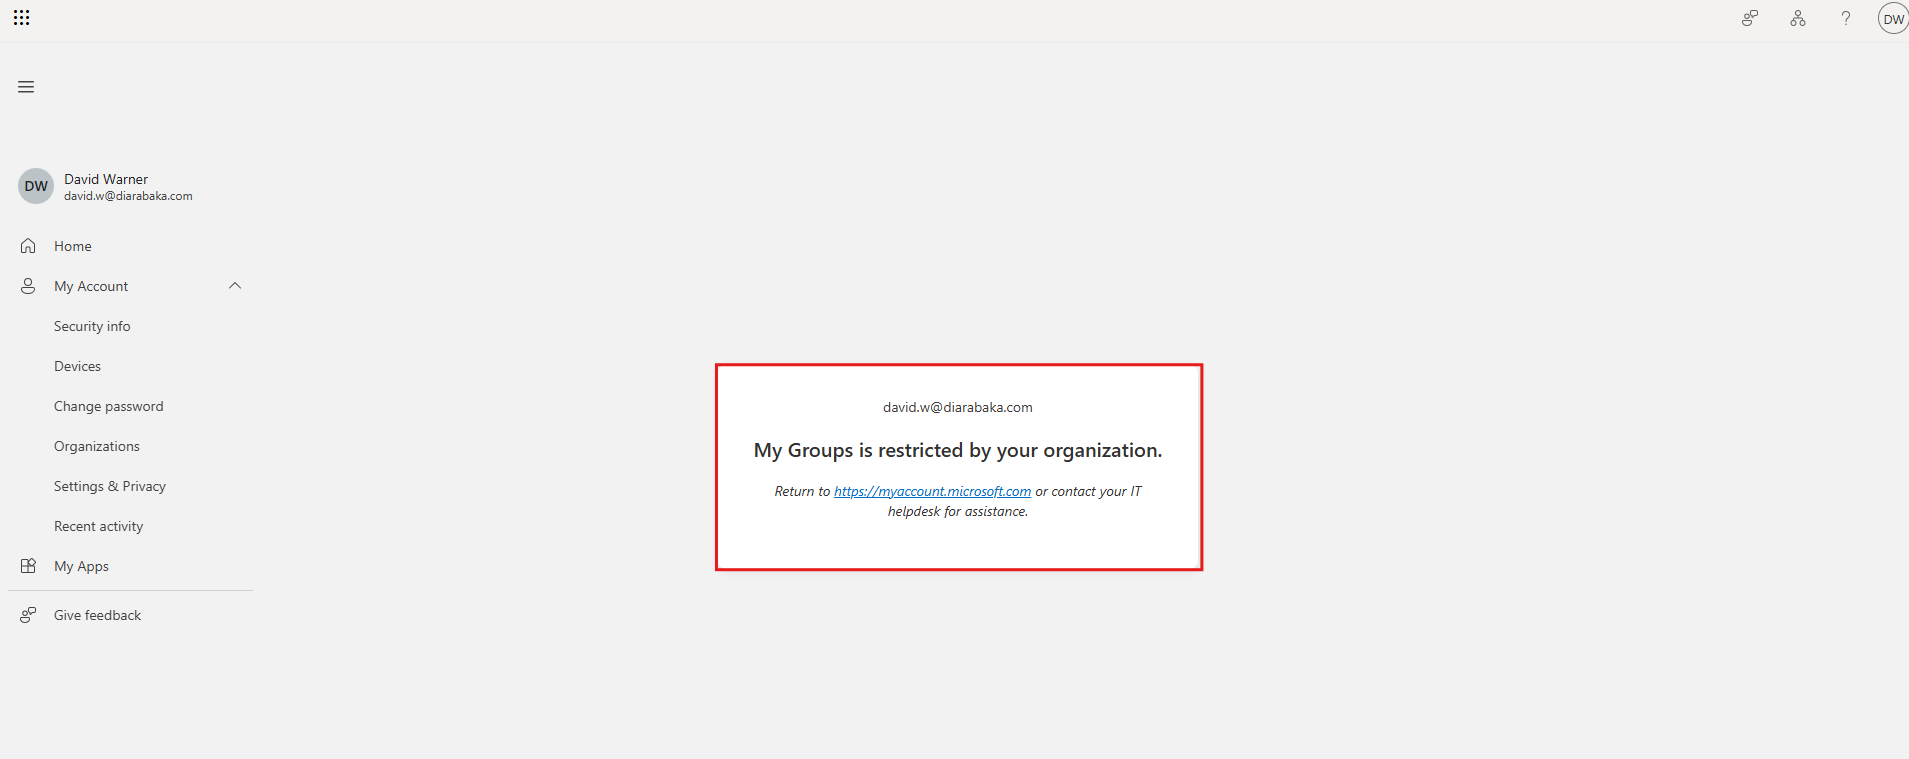 DW
DW
David Warner
david.w@diarabaka.com
Home
My Account
Security info
Devices
Change password
Organizations
Settings & Privacy
Recent activity
My Apps
Give feedback
david.w@diarabaka.com
My Groups is restricted by your organization.
Return to https://myaccount.microsoft.com or contact your IT
helpdesk for assistance.